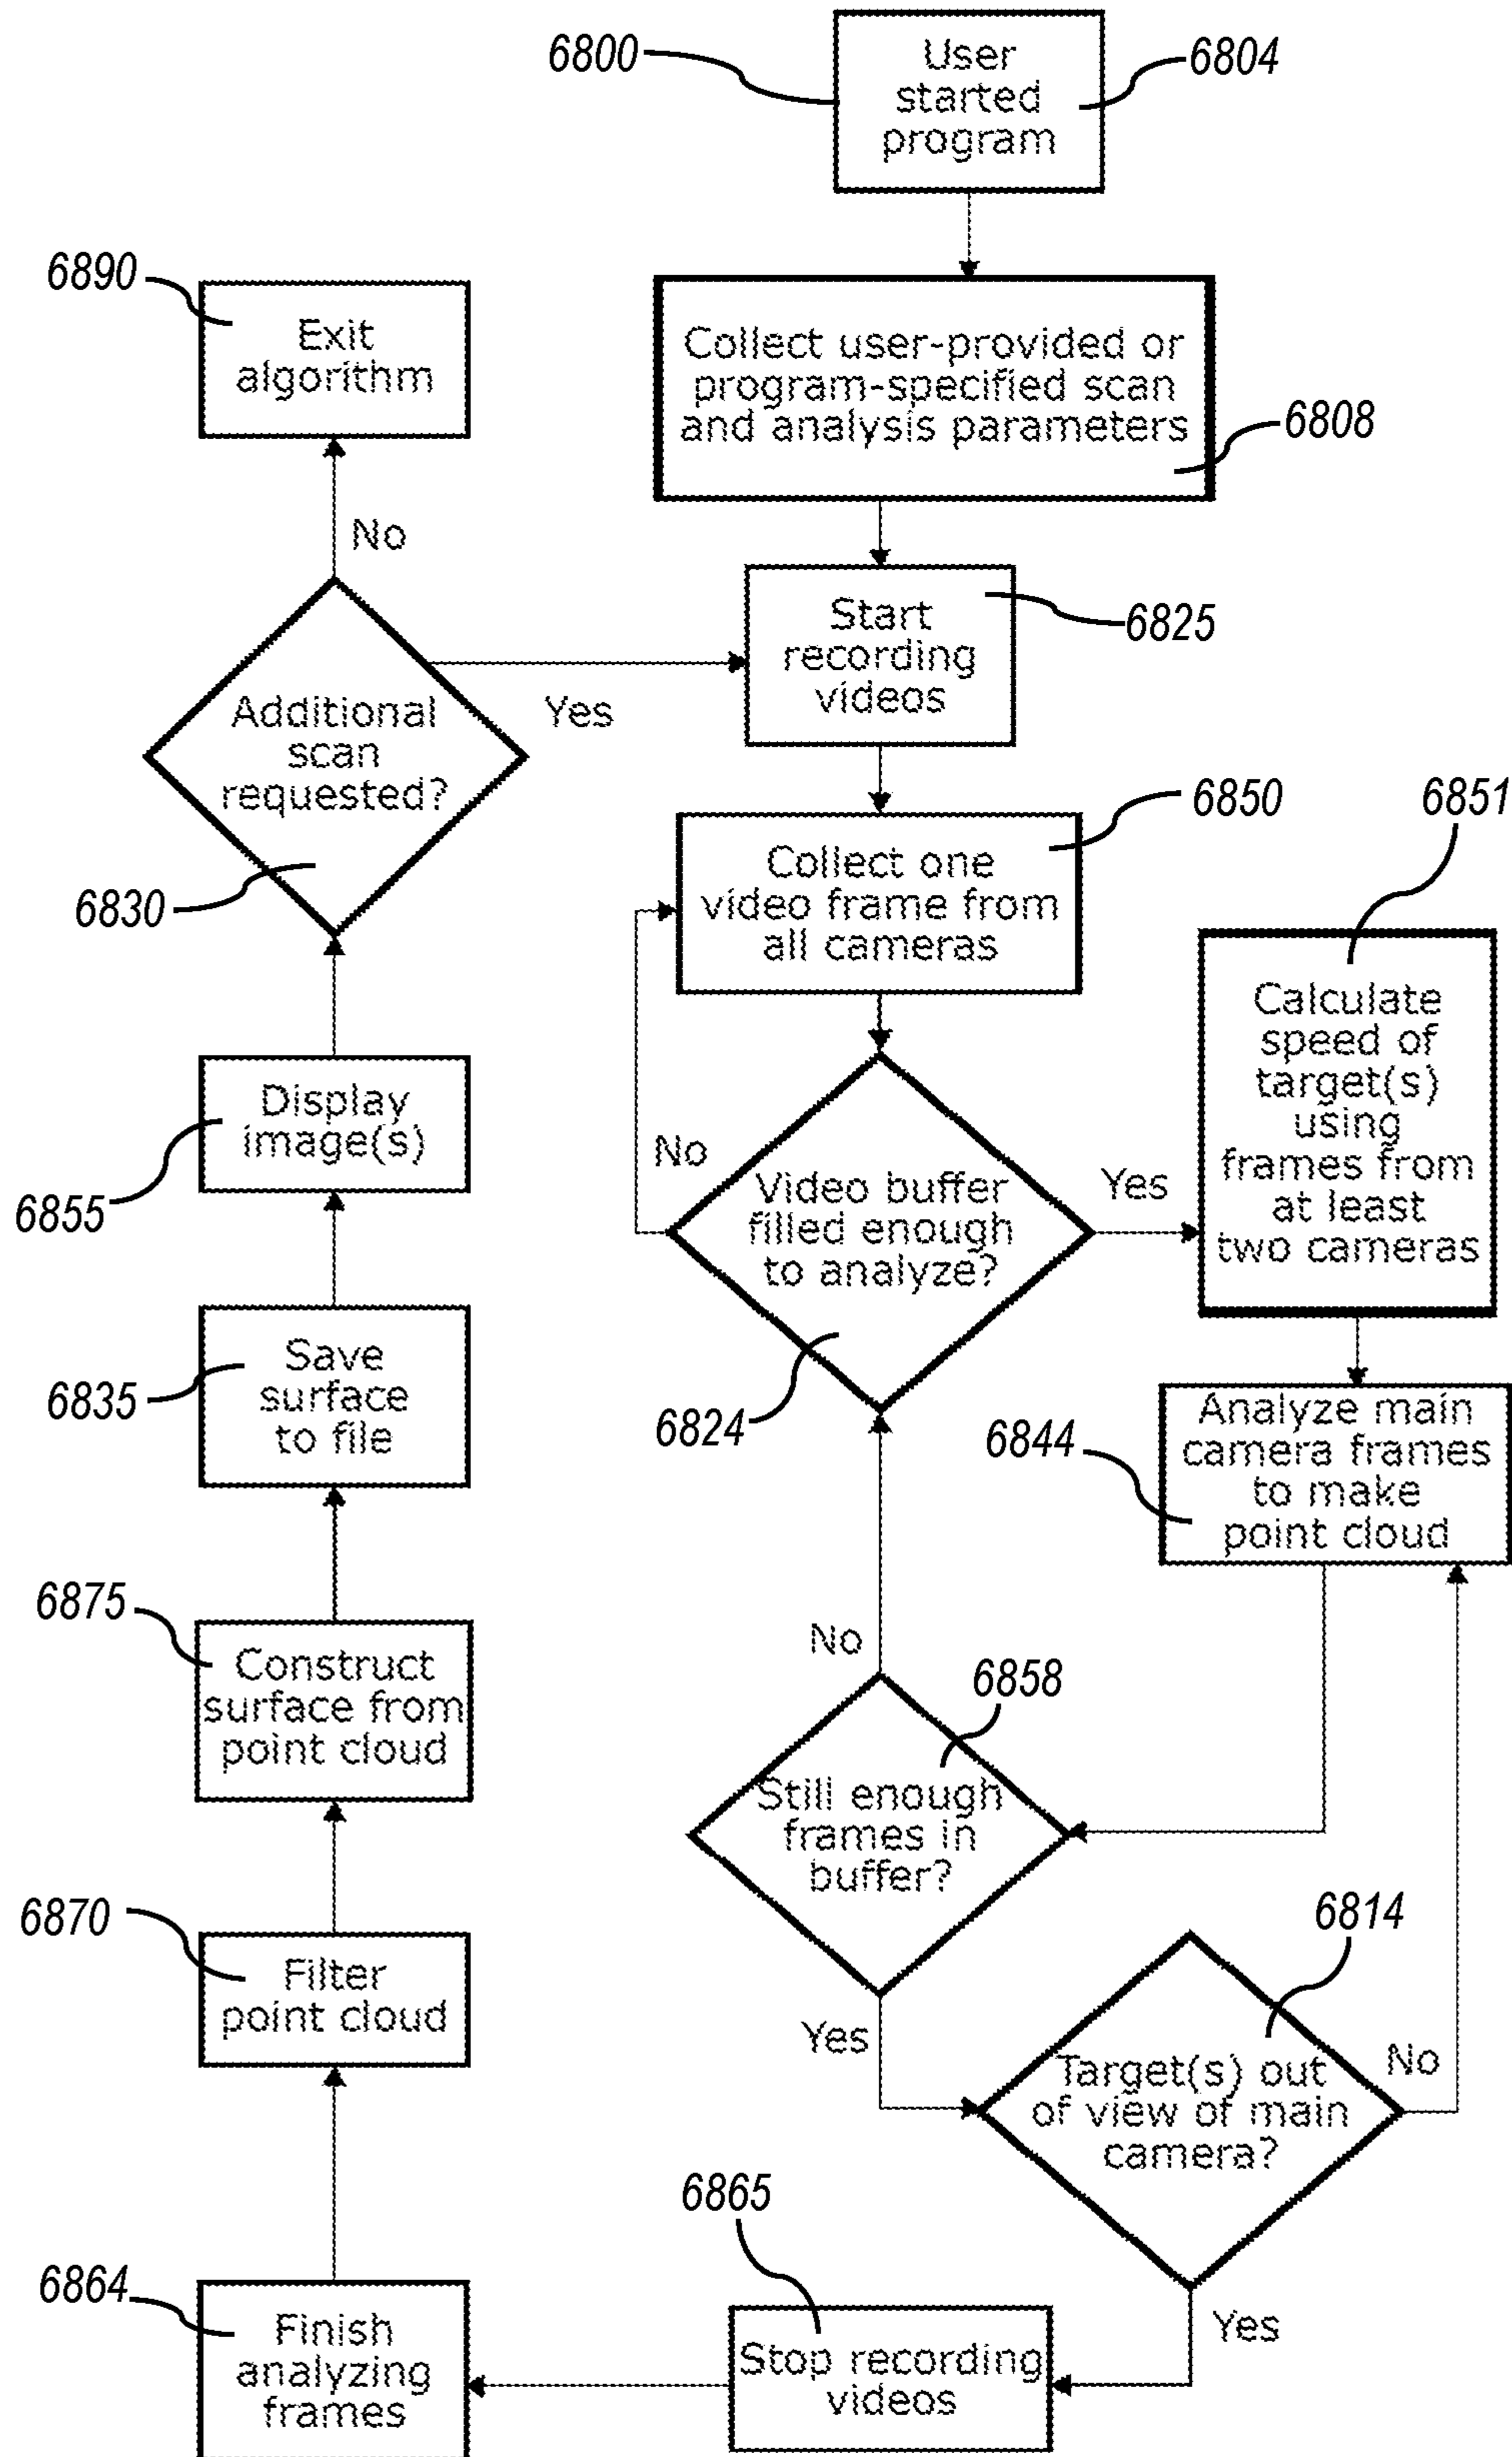 6800
User
started
program
6804
Collect user-provided or
program-specified scan
and analysis parameters
6808
Start
recording
videos
6825
Collect one
video frame from
all cameras
6850
Video buffer
filled enough
to analyze?
6824
No
Yes
6851
Calculate
speed of
target(s)
using
frames from
at least
two cameras
6844
Analyze main
camera frames
to make
point cloud
6858
Still enough
frames in
buffer?
No
Yes
6814
Target(s) out
of view of main
camera?
No
Yes
6865
Stop recording
videos
6864
Finish
analyzing
frames
6870
Filter
point cloud
6875
Construct
surface from
point cloud
6835
Save
surface
to file
6855
Display
image(s)
6830
Additional
scan
requested?
Yes
No
6890
Exit
algorithm